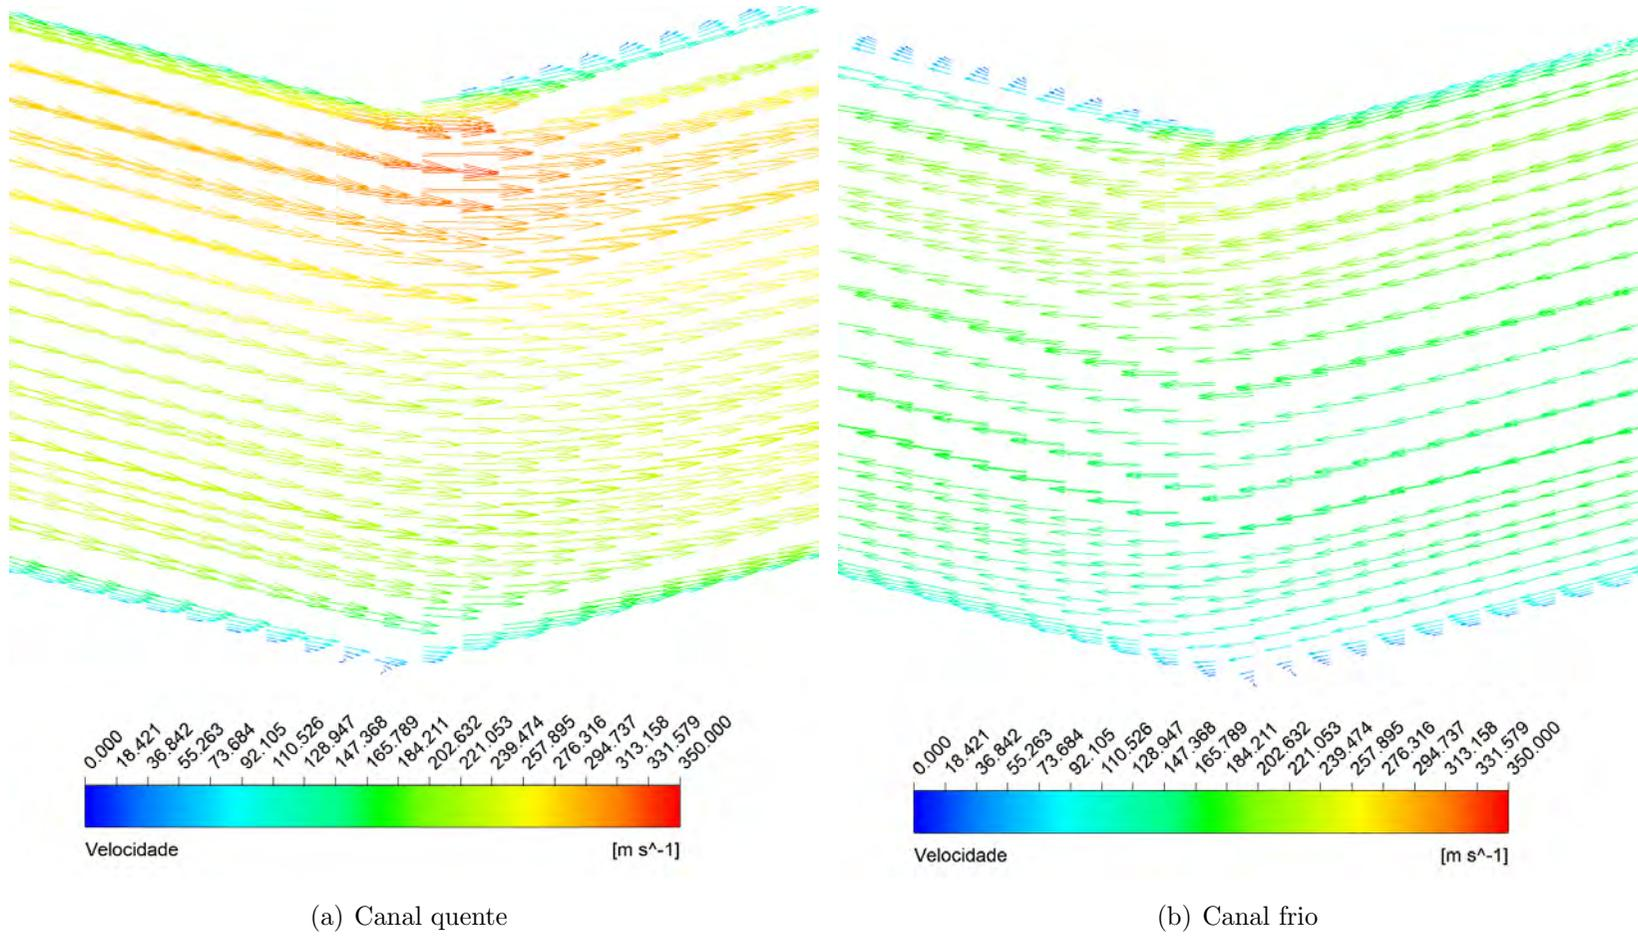 0.000 18.421 36.842 55.263 73.684 92.105 110.526 128.947 147.368 165.789 184.211 202.632 221.053 239.474 257.895 276.316 294.737 313.158 331.579 350.000
Velocidade [m s^-1]
(a) Canal quente
0.000 18.421 36.842 55.263 73.684 92.105 110.526 128.947 147.368 165.789 184.211 202.632 221.053 239.474 257.895 276.316 294.737 313.158 331.579 350.000
Velocidade [m s^-1]
(b) Canal frio